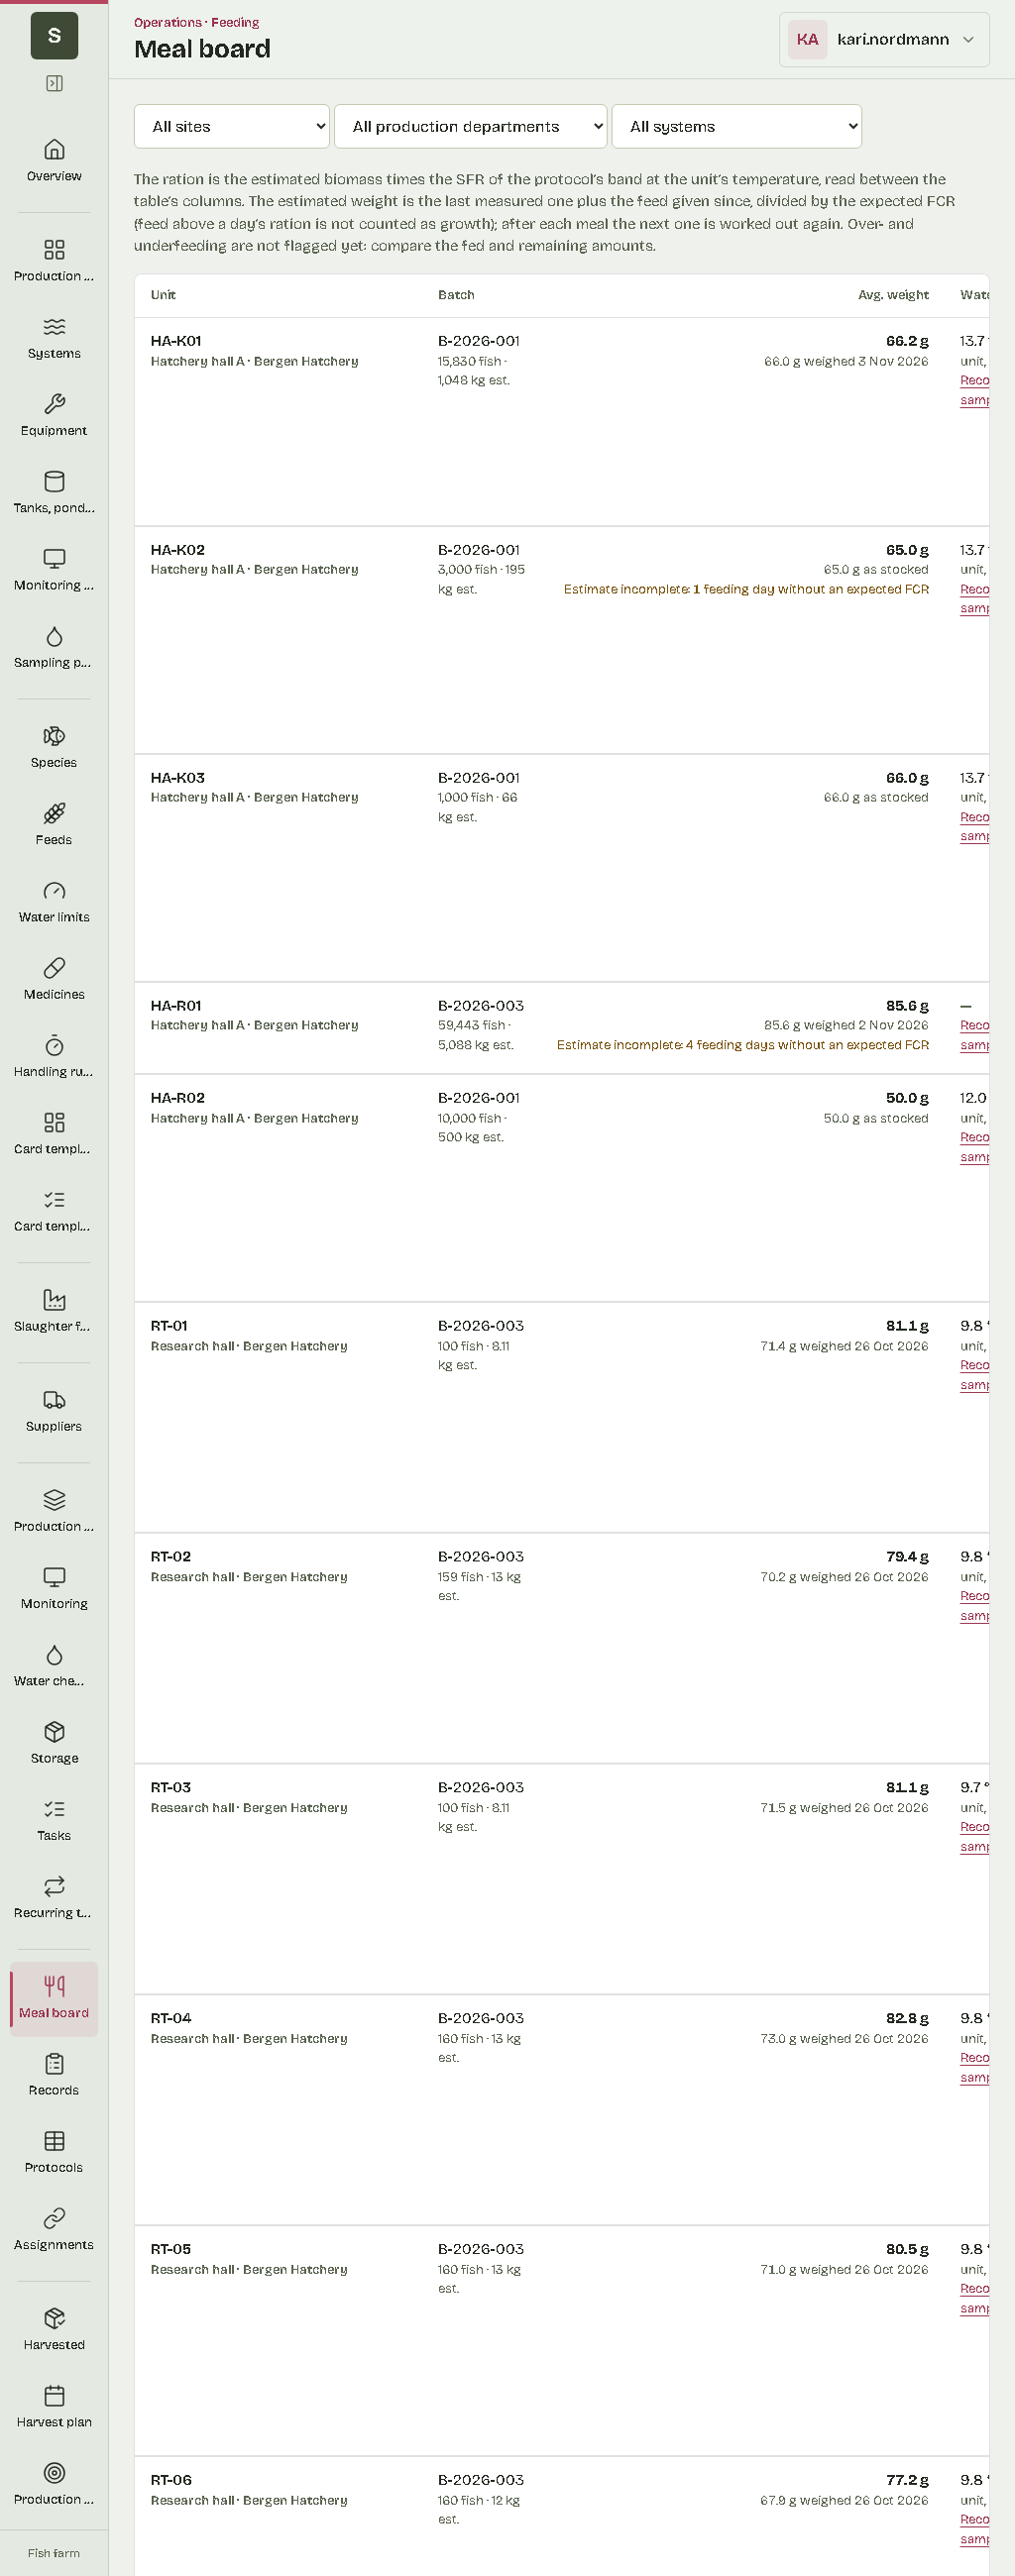 S
Operations · Feeding
Meal board
KA kari.nordmann
All sites
All production departments
All systems
The ration is the estimated biomass times the SFR of the protocol's band at the unit's temperature, read between the
table's columns. The estimated weight is the last measured one plus the feed given since, divided by the expected FCR
(feed above a day's ration is not counted as growth); after each meal the next one is worked out again. Over- and
underfeeding are not flagged yet: compare the fed and remaining amounts.
Overview
Production ...
Systems
Equipment
Tanks, pond...
Monitoring ...
Sampling p...
Species
Feeds
Water limits
Medicines
Handling ru...
Card templ...
Card templ...
Slaughter f...
Suppliers
Production ...
Monitoring
Water che...
Storage
Tasks
Recurring t...
Meal board
Records
Protocols
Assignments
Harvested
Harvest plan
Production ...
Fish farm
Unit Batch Avg. weight
HA-K01 B-2026-001 66.2 g 13.7
Hatchery hall A · Bergen Hatchery 15,830 fish · 66.0 g weighed 3 Nov 2026 unit,
1,048 kg est.
HA-K02 B-2026-001 65.0 g 13.7
Hatchery hall A · Bergen Hatchery 3,000 fish · 195 65.0 g as stocked unit,
kg est. Estimate incomplete: 1 feeding day without an expected FCR
HA-K03 B-2026-001 66.0 g 13.7
Hatchery hall A · Bergen Hatchery 1,000 fish · 66 66.0 g as stocked unit,
kg est.
HA-R01 B-2026-003 85.6 g —
Hatchery hall A · Bergen Hatchery 59,443 fish · 85.6 g weighed 2 Nov 2026
5,088 kg est. Estimate incomplete: 4 feeding days without an expected FCR
HA-R02 B-2026-001 50.0 g 12.0
Hatchery hall A · Bergen Hatchery 10,000 fish · 50.0 g as stocked unit,
500 kg est.
RT-01 B-2026-003 81.1 g 9.8
Research hall · Bergen Hatchery 100 fish · 8.11 71.4 g weighed 26 Oct 2026 unit,
kg est.
RT-02 B-2026-003 79.4 g 9.8
Research hall · Bergen Hatchery 159 fish · 13 kg 70.2 g weighed 26 Oct 2026 unit,
est.
RT-03 B-2026-003 81.1 g 9.7
Research hall · Bergen Hatchery 100 fish · 8.11 71.5 g weighed 26 Oct 2026 unit,
kg est.
RT-04 B-2026-003 82.8 g 9.8
Research hall · Bergen Hatchery 160 fish · 13 kg 73.0 g weighed 26 Oct 2026 unit,
est.
RT-05 B-2026-003 80.5 g 9.8
Research hall · Bergen Hatchery 160 fish · 13 kg 71.0 g weighed 26 Oct 2026 unit,
est.
RT-06 B-2026-003 77.2 g 9.8
Research hall · Bergen Hatchery 160 fish · 12 kg 67.9 g weighed 26 Oct 2026 unit,
est.